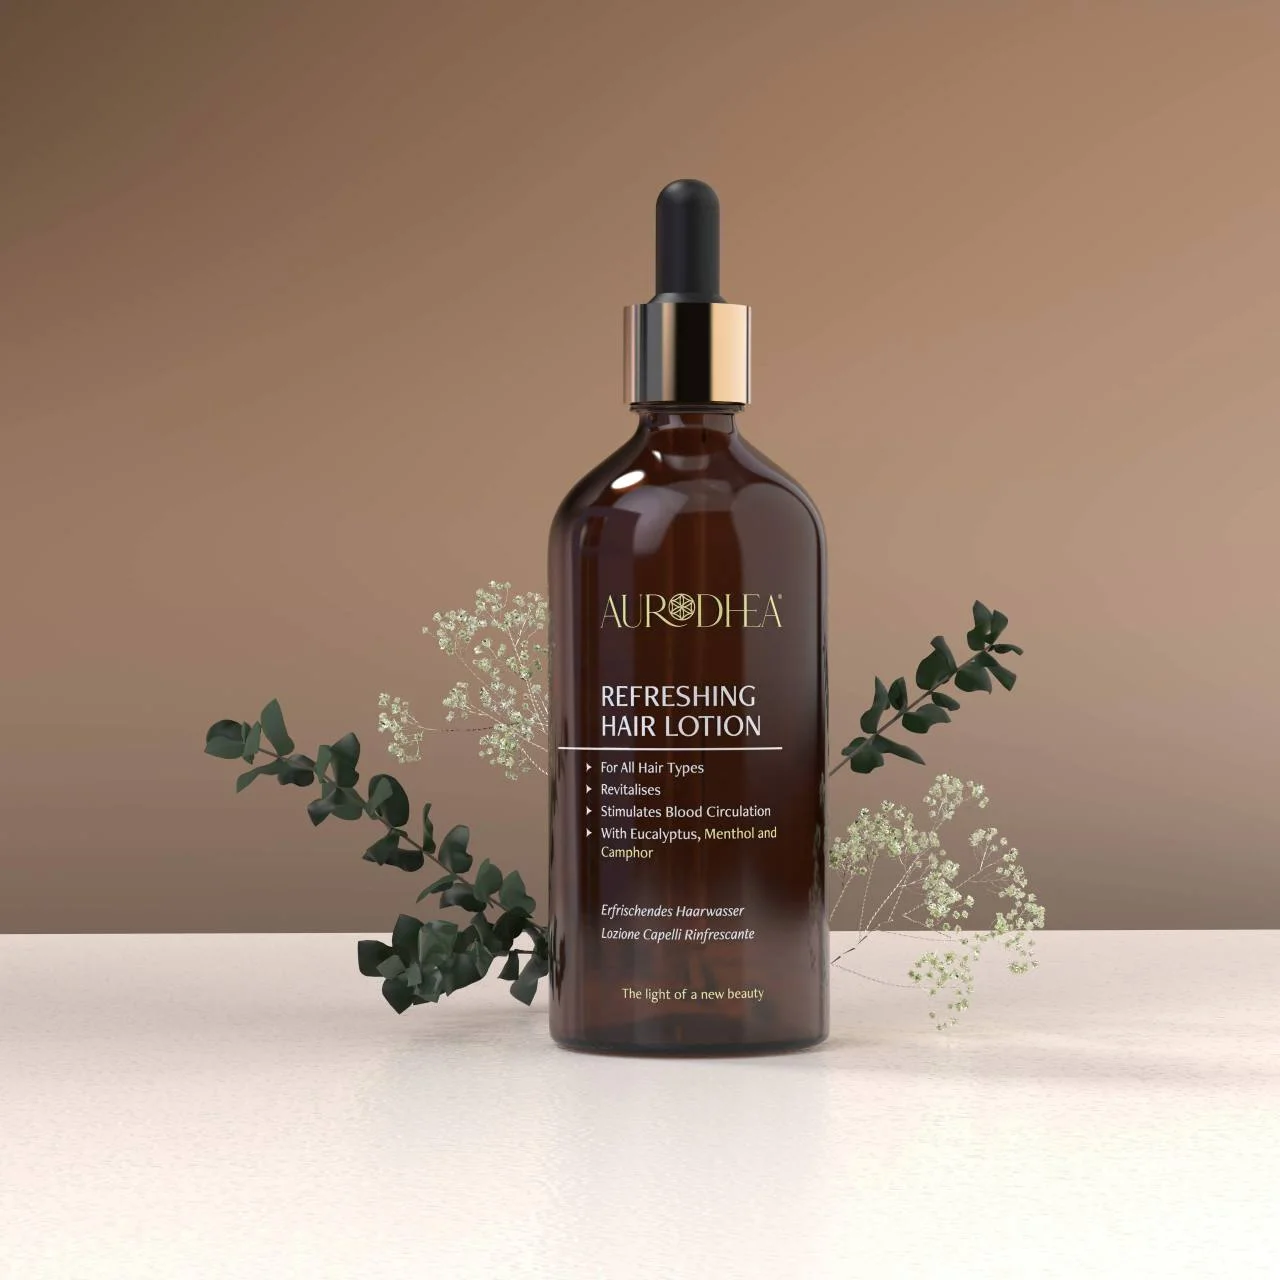 AURODHEA®
REFRESHING
HAIR LOTION
For All Hair Types
Revitalises
Stimulates Blood Circulation
With Eucalyptus, Menthol and
Camphor
Erfrischendes Haarwasser
Lozione Capelli Rinfrescante
The light of a new beauty